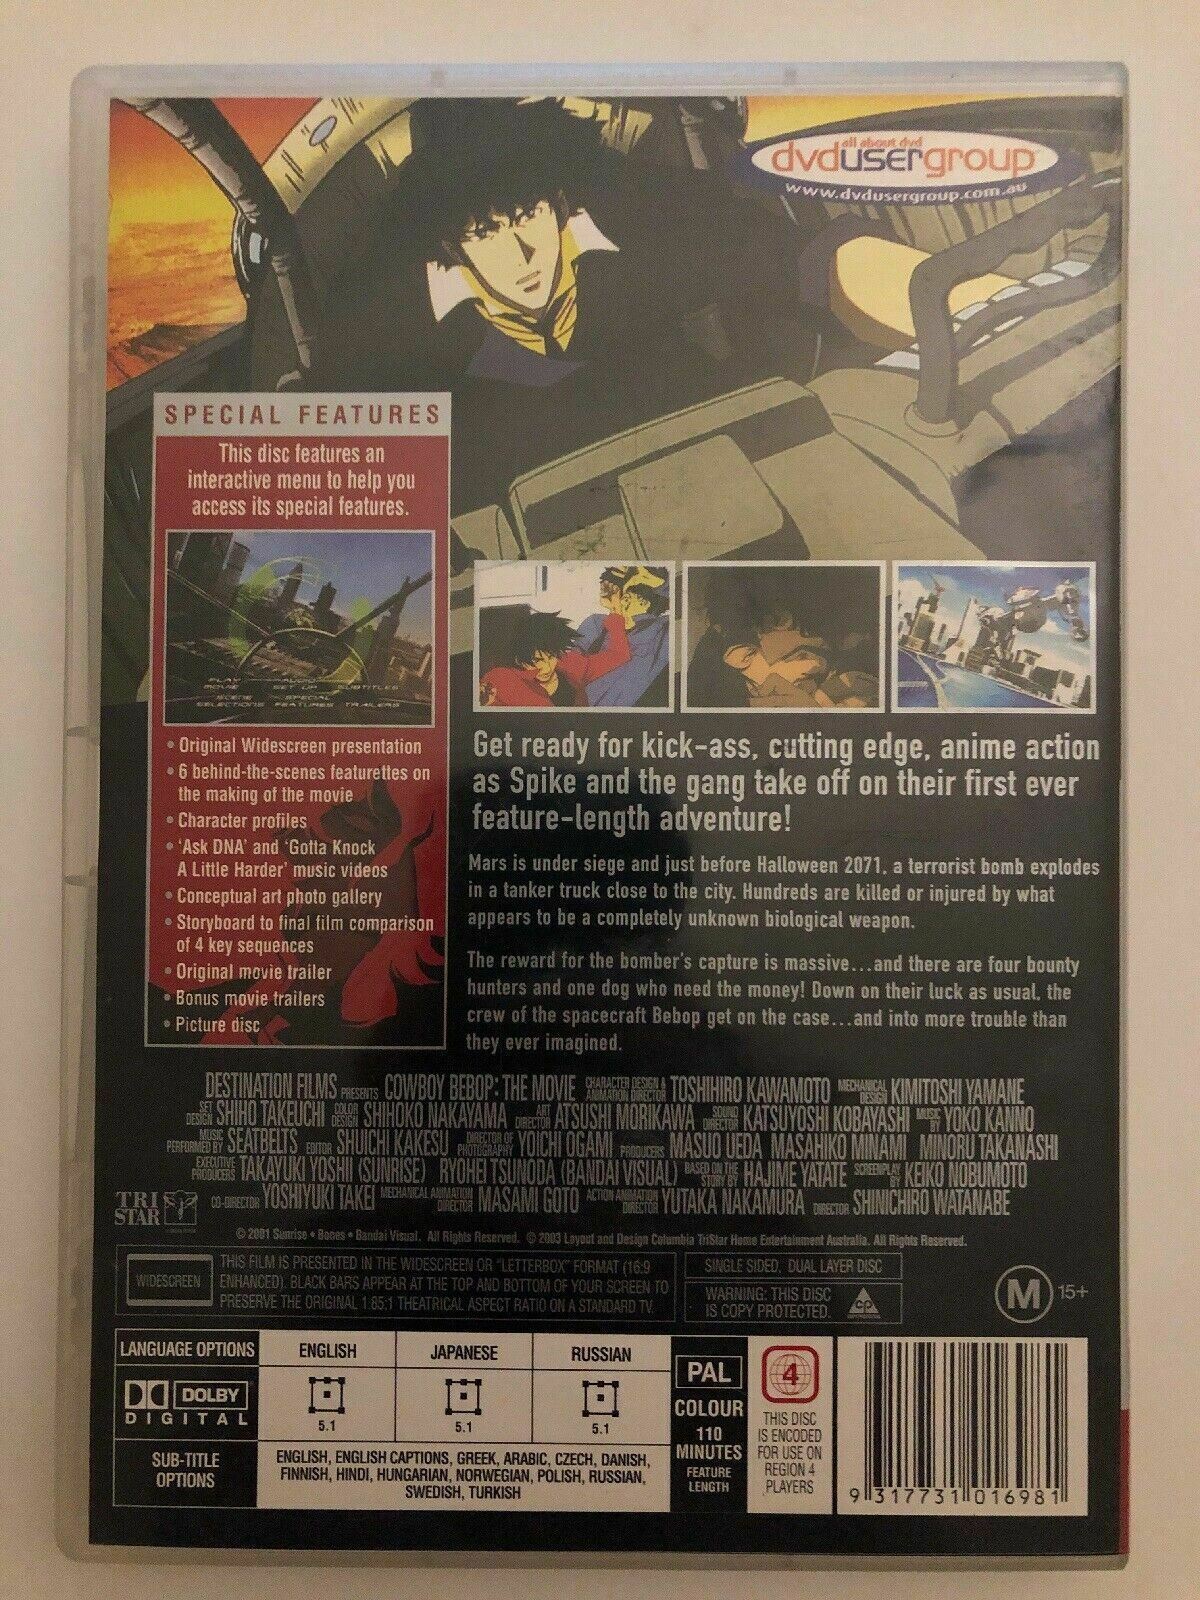 all about dvd
dvdusergroup
www.dvdusergroup.com.au
SPECIAL FEATURES
This disc features an
interactive menu to help you
access its special features.
PLAY MOVIE
AUDIO SET UP
SUBTITLES
SCENE SELECTIONS
SPECIAL FEATURES
TRAILERS
• Original Widescreen presentation
• 6 behind-the-scenes featurettes on
the making of the movie
• Character profiles
• 'Ask DNA' and 'Gotta Knock
A Little Harder' music videos
• Conceptual art photo gallery
• Storyboard to final film comparison
of 4 key sequences
• Original movie trailer
• Bonus movie trailers
• Picture disc
Get ready for kick-ass, cutting edge, anime action
as Spike and the gang take off on their first ever
feature-length adventure!
Mars is under siege and just before Halloween 2071, a terrorist bomb explodes
in a tanker truck close to the city. Hundreds are killed or injured by what
appears to be a completely unknown biological weapon.
The reward for the bomber's capture is massive...and there are four bounty
hunters and one dog who need the money! Down on their luck as usual, the
crew of the spacecraft Bebop get on the case...and into more trouble than
they ever imagined.
DESTINATION FILMS PRESENTS COWBOY BEBOP: THE MOVIE CHARACTER DESIGN & ANIMATION DIRECTOR TOSHIHIRO KAWAMOTO MECHANICAL DESIGN KIMITOSHI YAMANE
SET DESIGN SHIHO TAKEUCHI COLOR DESIGN SHIHOKO NAKAYAMA ART DIRECTOR ATSUSHI MORIKAWA SOUND DIRECTOR KATSUYOSHI KOBAYASHI MUSIC BY YOKO KANNO
MUSIC PERFORMED BY SEATBELTS EDITOR SHUICHI KAKESU DIRECTOR OF PHOTOGRAPHY YOICHI OGAMI PRODUCERS MASUO UEDA MASAHIKO MINAMI MINORU TAKANASHI
EXECUTIVE PRODUCERS TAKAYUKI YOSHII (SUNRISE) RYOHEI TSUNODA (BANDAI VISUAL) BASED ON THE STORY BY HAJIME YATATE SCREENPLAY BY KEIKO NOBUMOTO
CO-DIRECTOR YOSHIYUKI TAKEI MECHANICAL ANIMATION DIRECTOR MASAMI GOTO ACTION ANIMATION DIRECTOR YUTAKA NAKAMURA DIRECTOR SHINICHIRO WATANABE
TRI
STAR
© 2001 Sunrise • Bones • Bandai Visual. All Rights Reserved. © 2003 Layout and Design Columbia TriStar Home Entertainment Australia. All Rights Reserved.
WIDESCREEN
THIS FILM IS PRESENTED IN THE WIDESCREEN OR "LETTERBOX" FORMAT (16:9
ENHANCED). BLACK BARS APPEAR AT THE TOP AND BOTTOM OF YOUR SCREEN TO
PRESERVE THE ORIGINAL 1.85:1 THEATRICAL ASPECT RATIO ON A STANDARD TV.
SINGLE SIDED, DUAL LAYER DISC
WARNING: THIS DISC
IS COPY PROTECTED.
cp
M 15+
LANGUAGE OPTIONS
ENGLISH
JAPANESE
RUSSIAN
DOLBY
DIGITAL
5.1
5.1
5.1
SUB-TITLE
OPTIONS
ENGLISH, ENGLISH CAPTIONS, GREEK, ARABIC, CZECH, DANISH,
FINNISH, HINDI, HUNGARIAN, NORWEGIAN, POLISH, RUSSIAN,
SWEDISH, TURKISH
PAL
COLOUR
110
MINUTES
FEATURE
LENGTH
4
THIS DISC
IS ENCODED
FOR USE ON
REGION 4
PLAYERS
9 317731 016981